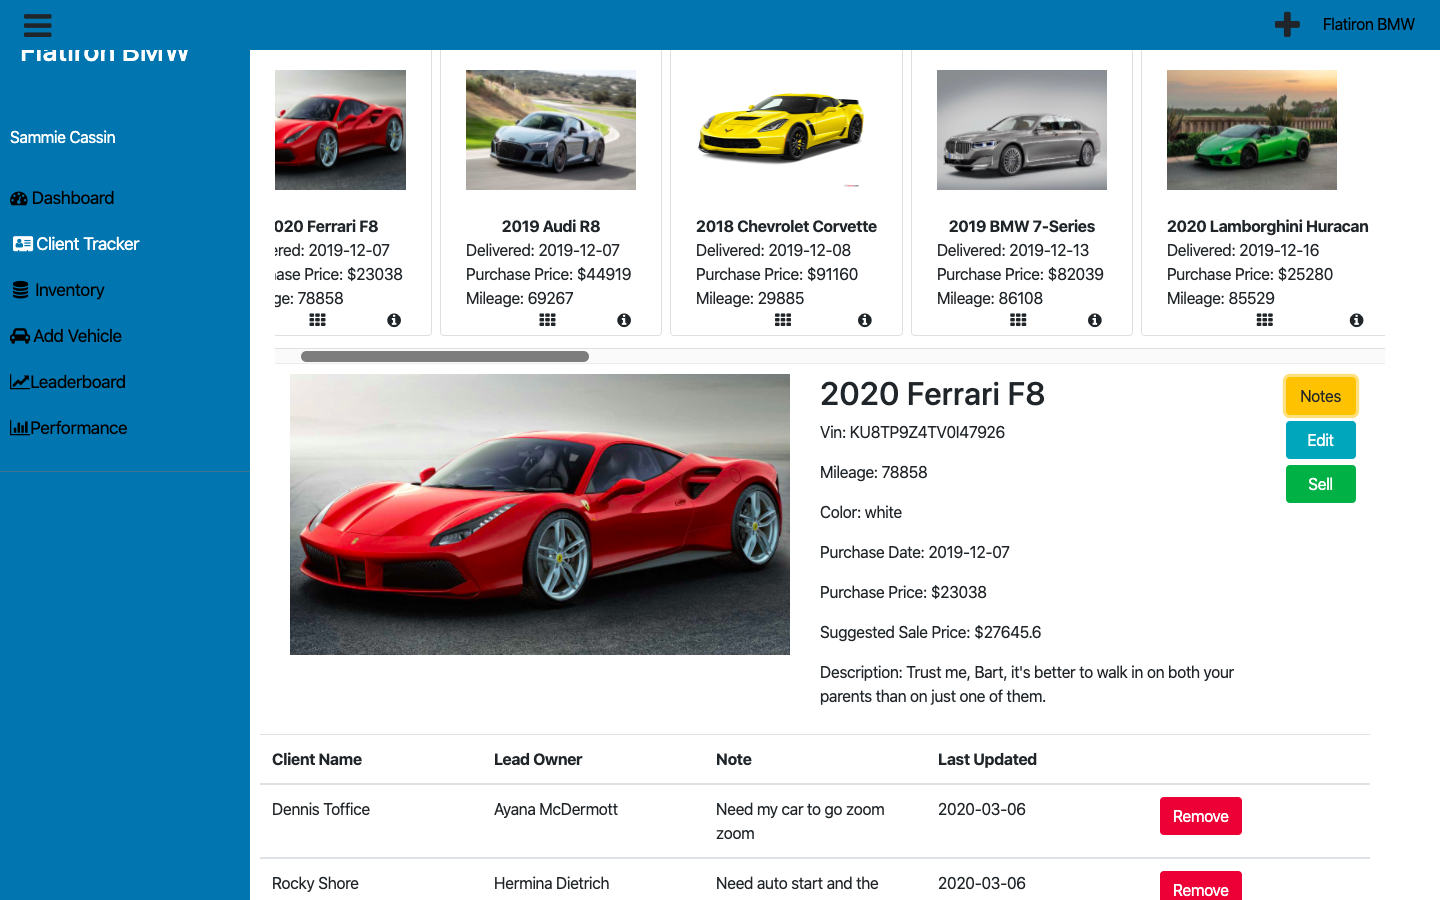 Flatiron BMW
Flatiron BMW
Sammie Cassin
Dashboard
Client Tracker
Inventory
Add Vehicle
Leaderboard
Performance
020 Ferrari F8
ered: 2019-12-07
ase Price: $23038
ge: 78858
2019 Audi R8
Delivered: 2019-12-07
Purchase Price: $44919
Mileage: 69267
2018 Chevrolet Corvette
Delivered: 2019-12-08
Purchase Price: $91160
Mileage: 29885
2019 BMW 7-Series
Delivered: 2019-12-13
Purchase Price: $82039
Mileage: 86108
2020 Lamborghini Huracan
Delivered: 2019-12-16
Purchase Price: $25280
Mileage: 85529
2020 Ferrari F8
Vin: KU8TP9Z4TV0I47926
Mileage: 78858
Color: white
Purchase Date: 2019-12-07
Purchase Price: $23038
Suggested Sale Price: $27645.6
Description: Trust me, Bart, it's better to walk in on both your
parents than on just one of them.
Notes
Edit
Sell
Client Name Lead Owner Note Last Updated
Dennis Toffice Ayana McDermott Need my car to go zoom 2020-03-06 Remove
zoom
Rocky Shore Hermina Dietrich Need auto start and the 2020-03-06 Remove